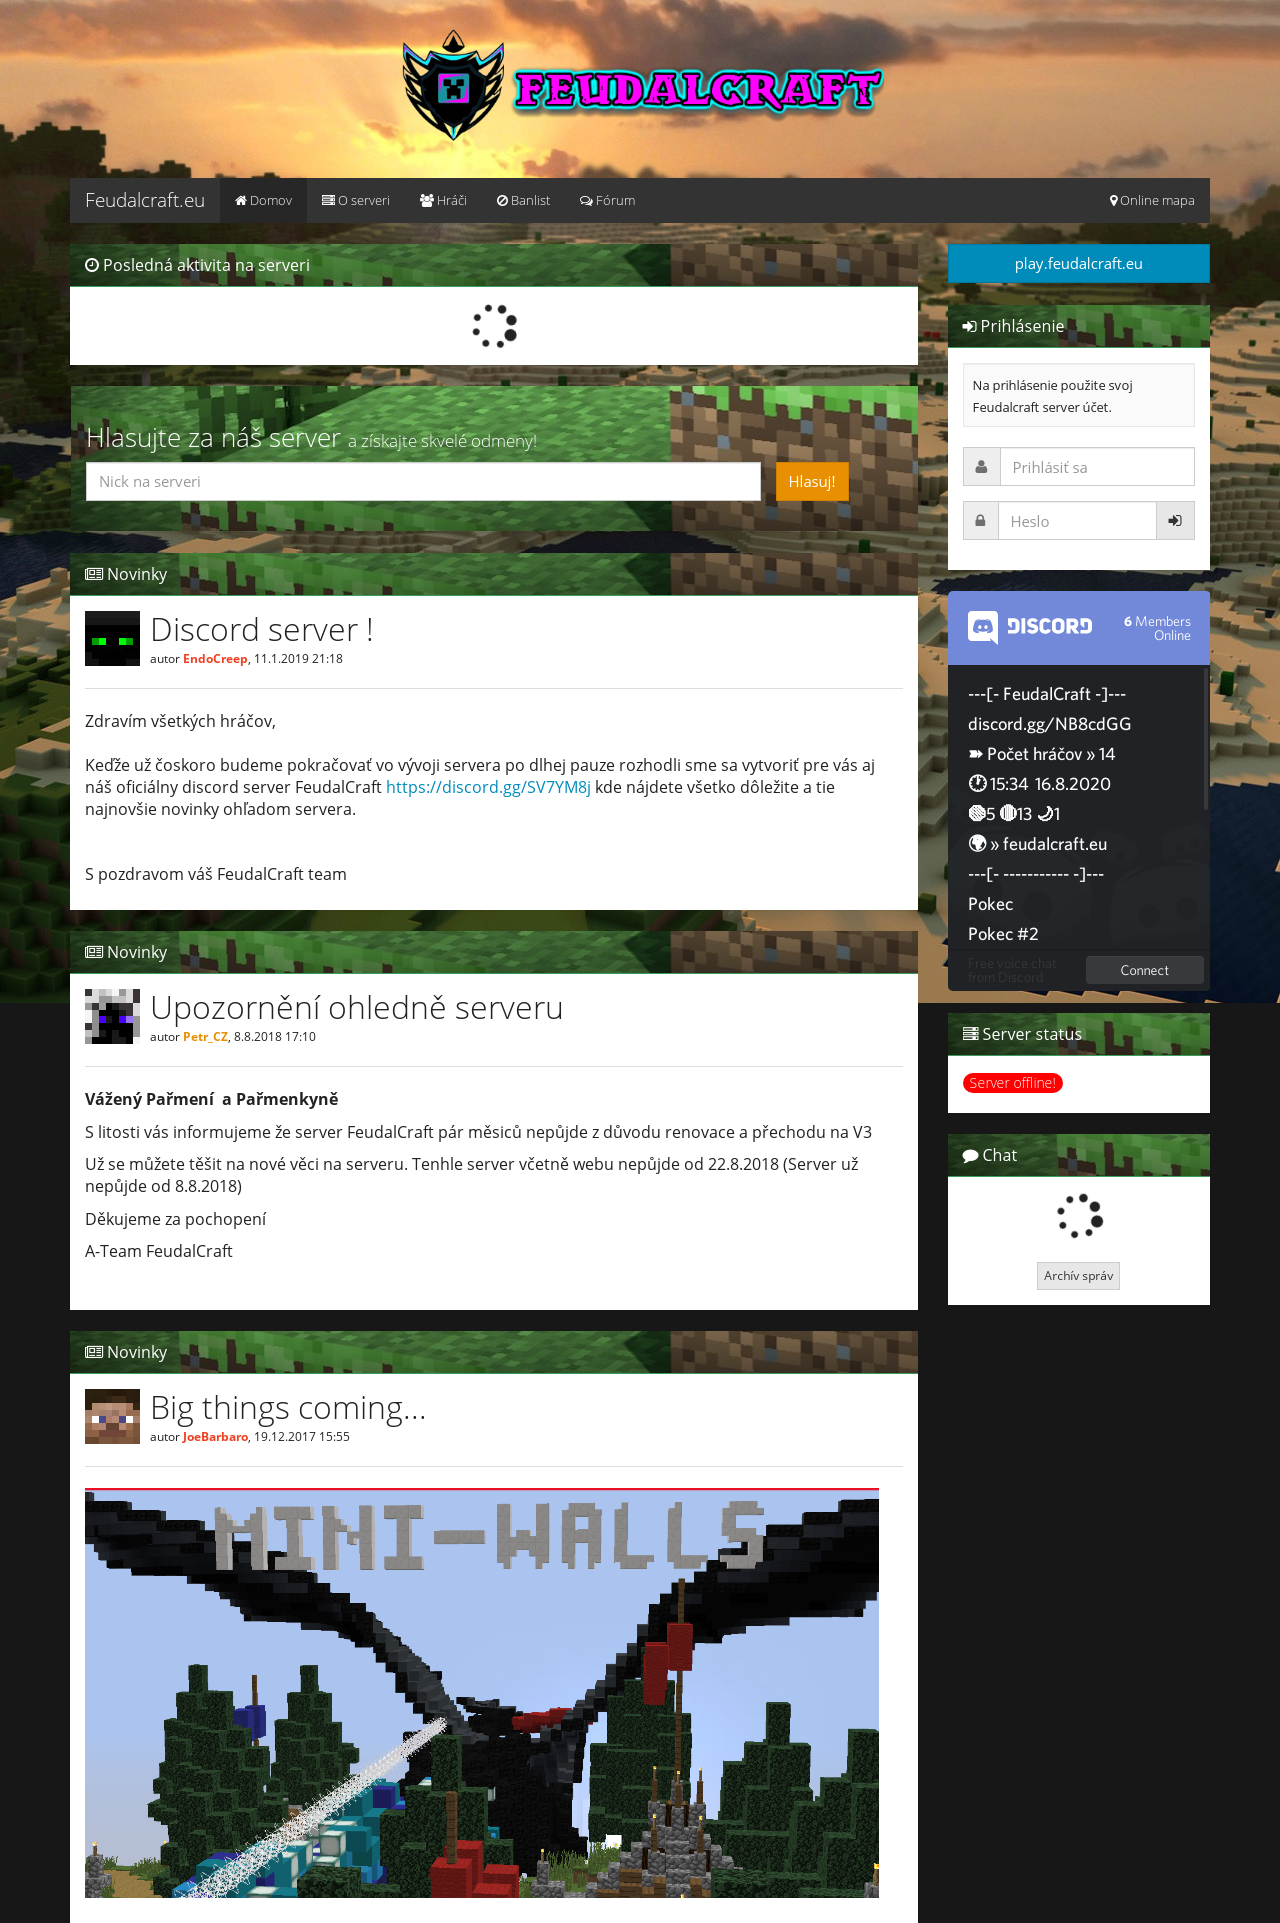 FEUDALCRAFT
Feudalcraft.eu
Domov
O serveri
Hráči
Banlist
Fórum
Online mapa
Posledná aktivita na serveri
Hlasujte za náš server a získajte skvelé odmeny!
Nick na serveri
Hlasuj!
Novinky
Discord server !
autor EndoCreep, 11.1.2019 21:18
Zdravím všetkých hráčov,
Keďže už čoskoro budeme pokračovať vo vývoji servera po dlhej pauze rozhodli sme sa vytvoriť pre vás aj
náš oficiálny discord server FeudalCraft https://discord.gg/SV7YM8j kde nájdete všetko dôležite a tie
najnovšie novinky ohľadom servera.
S pozdravom váš FeudalCraft team
Novinky
Upozornění ohledně serveru
autor Petr_CZ, 8.8.2018 17:10
Vážený Pařmení  a Pařmenkyně
S litosti vás informujeme že server FeudalCraft pár měsiců nepůjde z důvodu renovace a přechodu na V3
Už se můžete těšit na nové věci na serveru. Tenhle server včetně webu nepůjde od 22.8.2018 (Server už
nepůjde od 8.8.2018)
Děkujeme za pochopení
A-Team FeudalCraft
Novinky
Big things coming...
autor JoeBarbaro, 19.12.2017 15:55
MINI-WALLS
play.feudalcraft.eu
Prihlásenie
Na prihlásenie použite svoj
Feudalcraft server účet.
Prihlásiť sa
Heslo
DISCORD
6 Members
Online
---[- FeudalCraft -]---
discord.gg/NB8cdGG
➽ Počet hráčov » 14
🕐 15:34 16.8.2020
🧶5 🔴13 🌙1
🌍 » feudalcraft.eu
---[- ----------- -]---
Pokec
Pokec #2
Free voice chat
from Discord
Connect
Server status
Server offline!
Chat
Archív správ